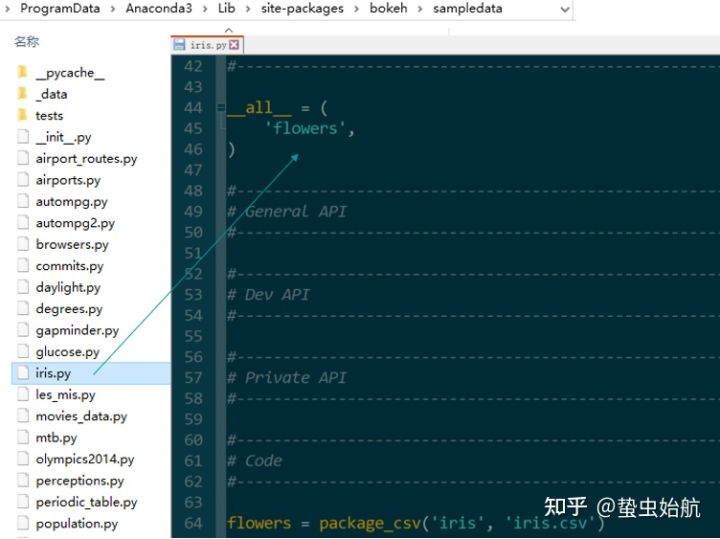 ProgramData > Anaconda3 > Lib > site-packages > bokeh > sampledata
名称
__pycache__
_data
tests
__init__.py
airport_routes.py
airports.py
autompg.py
autompg2.py
browsers.py
commits.py
daylight.py
degrees.py
gapminder.py
glucose.py
iris.py
les_mis.py
movies_data.py
mtb.py
olympics2014.py
perceptions.py
periodic_table.py
population.py
iris.py
42 #-----------------------------------------------------
43
44 __all__ = (
45 'flowers',
46 )
47
48 #-----------------------------------------------------
49 # General API
50 #-----------------------------------------------------
51
52 #-----------------------------------------------------
53 # Dev API
54 #-----------------------------------------------------
55
56 #-----------------------------------------------------
57 # Private API
58 #-----------------------------------------------------
59
60 #-----------------------------------------------------
61 # Code
62 #-----------------------------------------------------
63
64 flowers = package_csv('iris', 'iris.csv')
知乎 @蛰虫始航